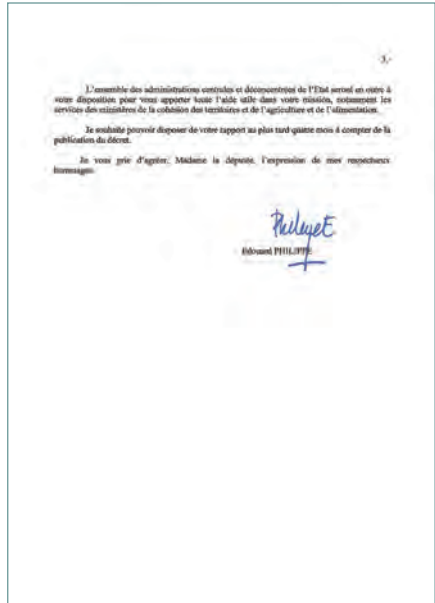 3.-
L'ensemble des administrations centrales et déconcentrées de l'Etat seront en outre à
votre disposition pour vous apporter toute l'aide utile dans votre mission, notamment les
services des ministères de la cohésion des territoires et de l'agriculture et de l'alimentation.
Je souhaite pouvoir disposer de votre rapport au plus tard quatre mois à compter de la
publication du décret.
Je vous prie d'agréer, Madame la députée, l'expression de mes respectueux
hommages.
Edouard PHILIPPE